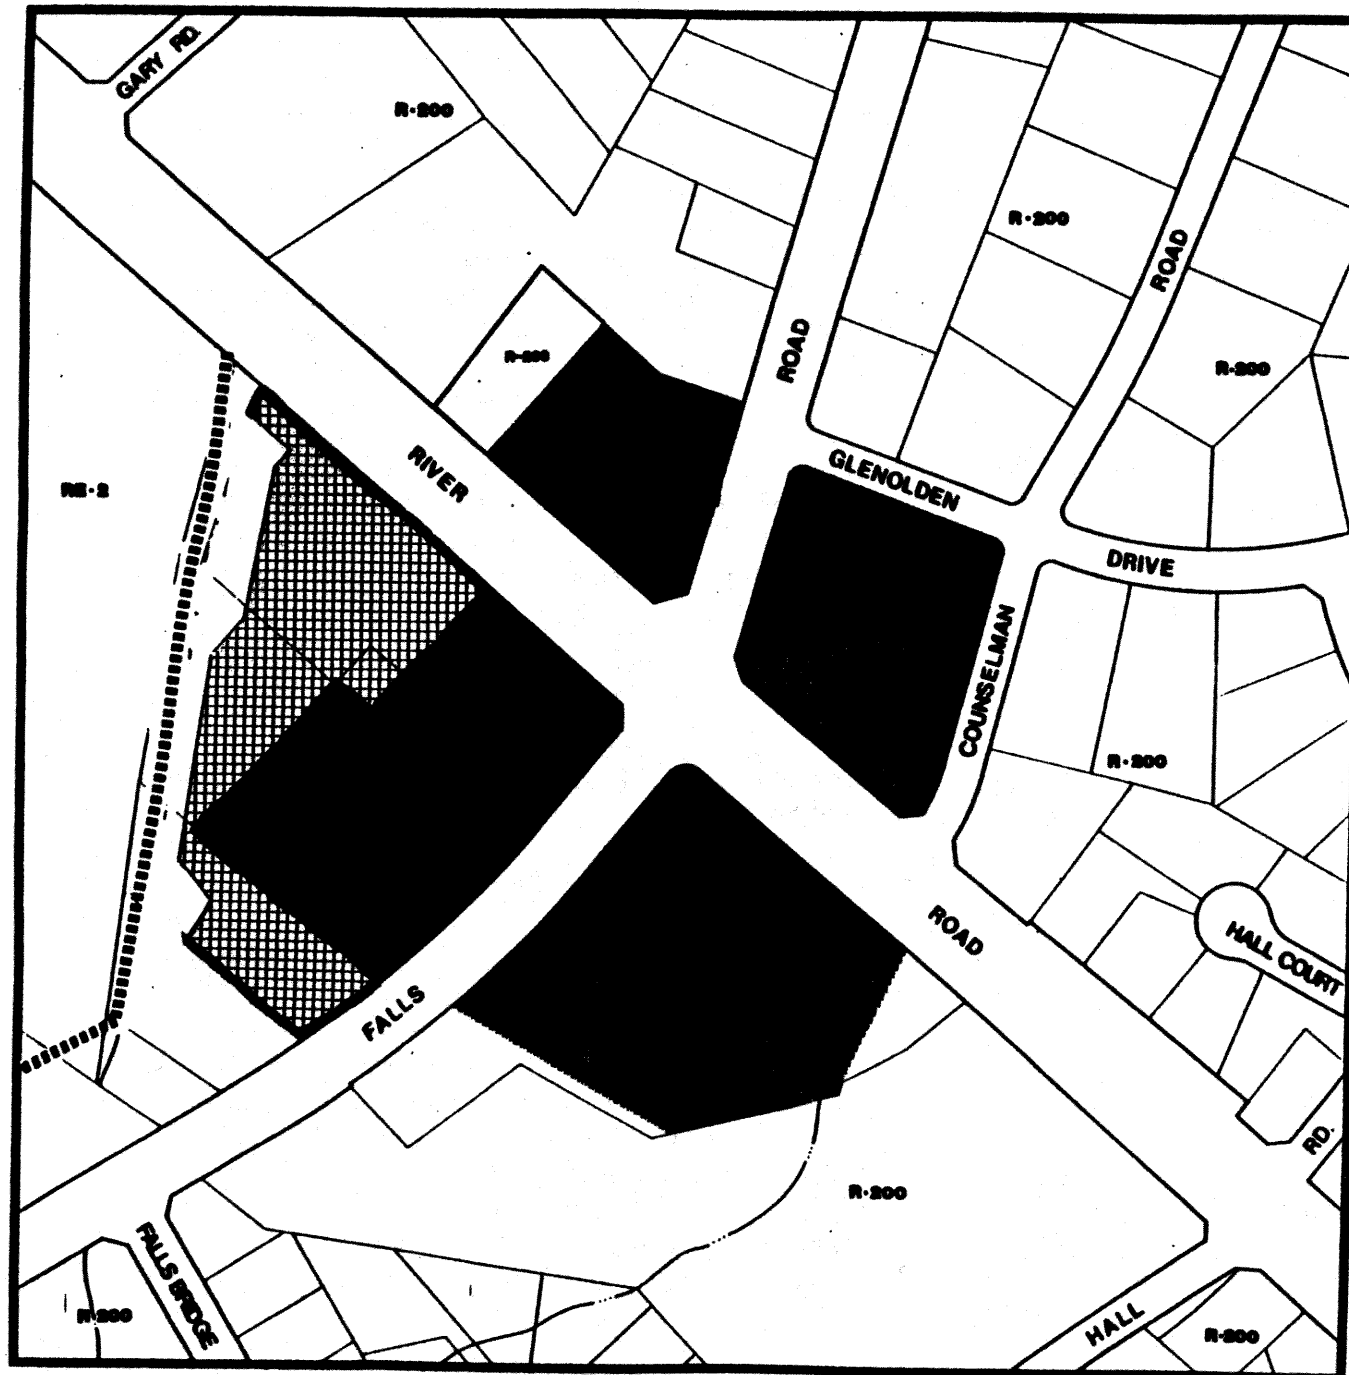 GARY RD.
R-200
R-200
ROAD
ROAD
R-200
R-200
RIVER
GLENOLDEN
RE-2
DRIVE
COUNSELMAN
R-200
ROAD
HALL COURT
FALLS
RD.
R-200
FALLS BRIDGE
R-200
HALL
R-200